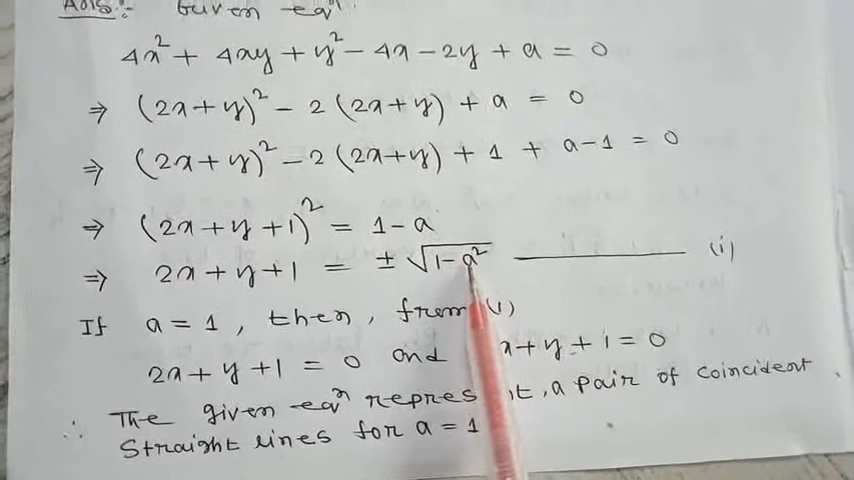 Ans:- Given eqⁿ.
4x² + 4xy + y² - 4x - 2y + a = 0
⇒ (2x+y)² - 2(2x+y) + a = 0
⇒ (2x+y)² - 2(2x+y) + 1 + a-1 = 0
⇒ (2x+y+1)² = 1-a
⇒ 2x+y+1 = ±√1-a² ——— (i)
If a=1, then, from (i)
2x+y+1 = 0 and x+y+1=0
∴ The given eqⁿ repres t, a pair of coincident
straight lines for a=1